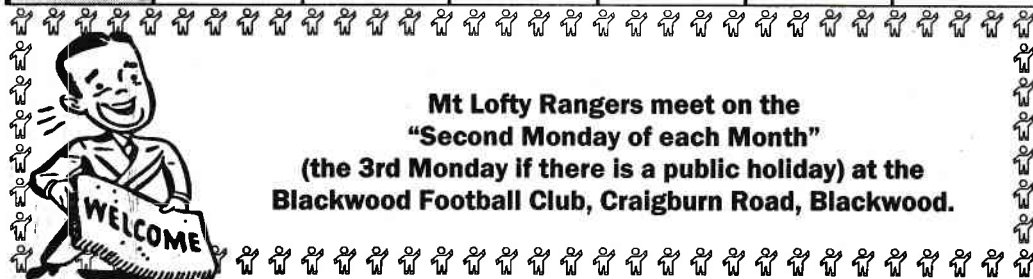 Mt Lofty Rangers meet on the
“Second Monday of each Month”
(the 3rd Monday if there is a public holiday) at the
Blackwood Football Club, Craigburn Road, Blackwood.
WELCOME